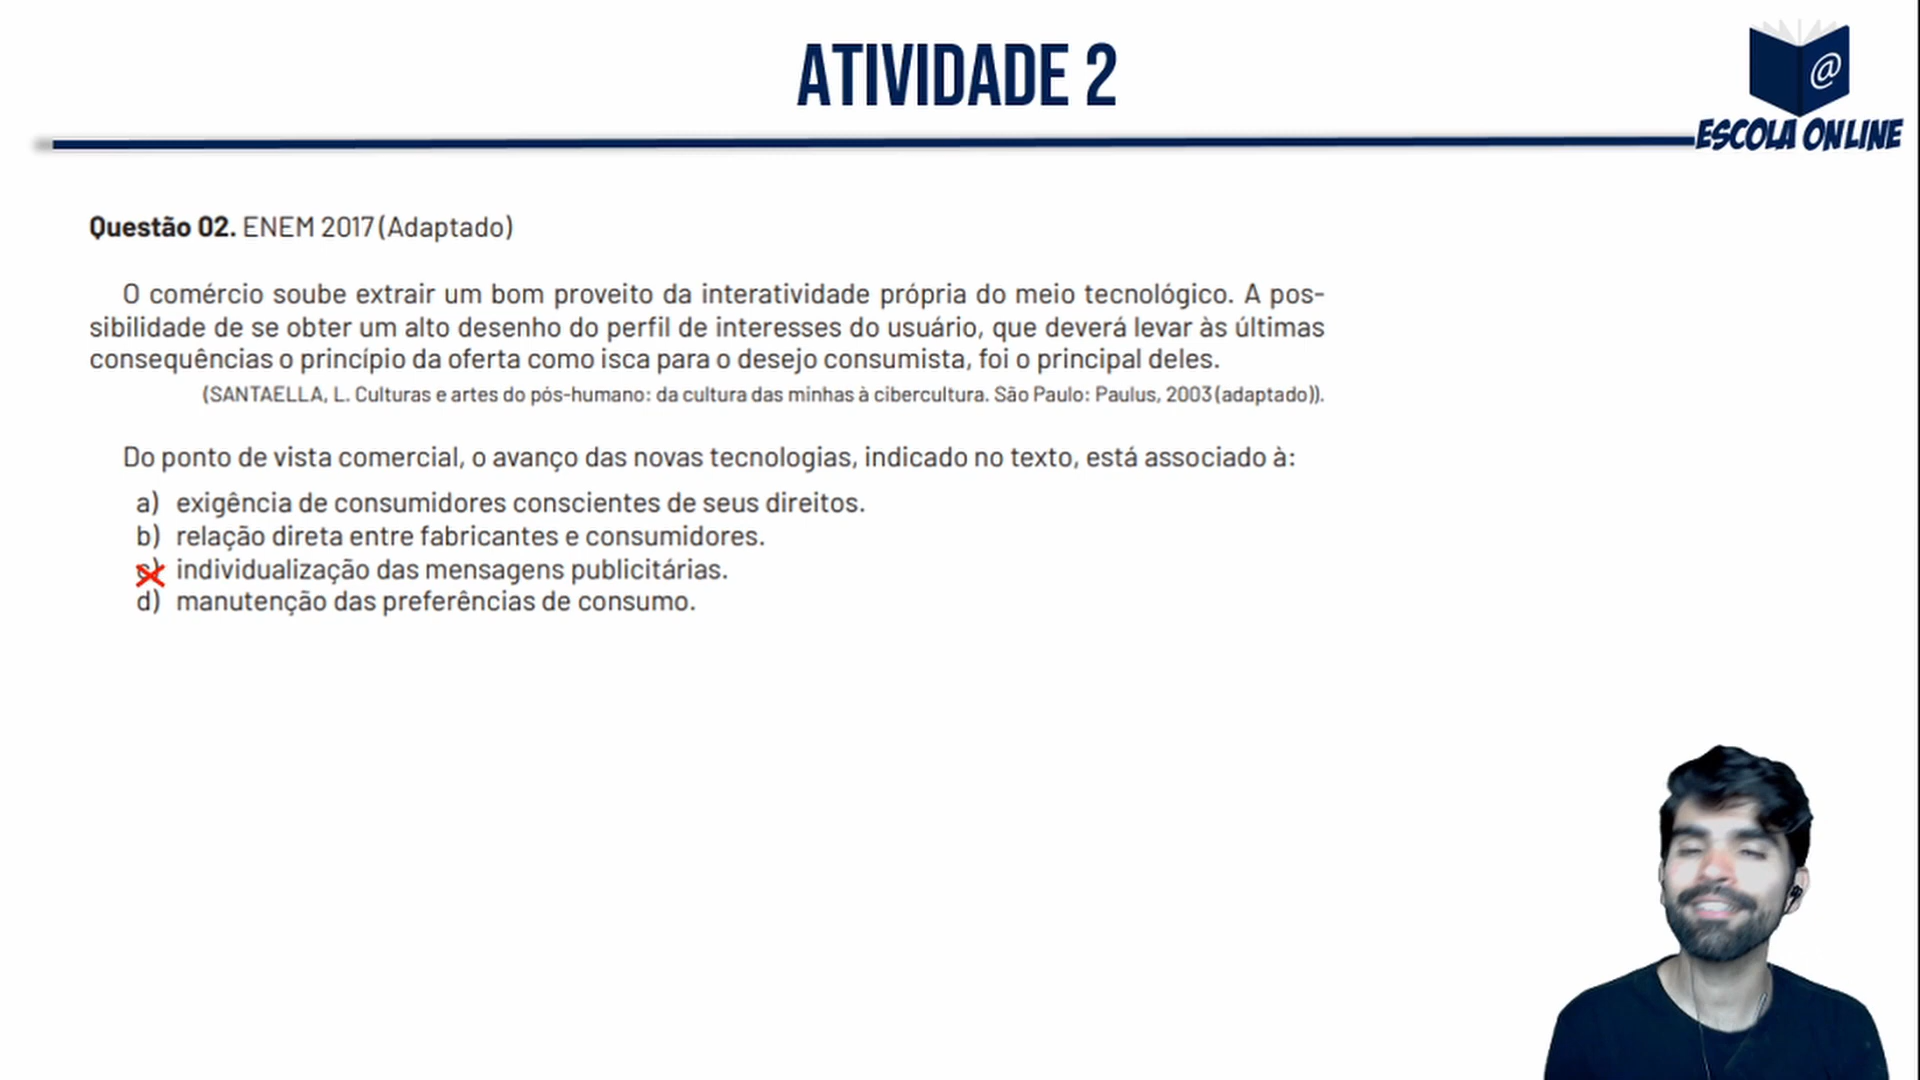 ATIVIDADE 2
@
ESCOLA ONLINE
Questão 02. ENEM 2017 (Adaptado)
O comércio soube extrair um bom proveito da interatividade própria do meio tecnológico. A pos-
sibilidade de se obter um alto desenho do perfil de interesses do usuário, que deverá levar às últimas
consequências o princípio da oferta como isca para o desejo consumista, foi o principal deles.
(SANTAELLA, L. Culturas e artes do pós-humano: da cultura das minhas à cibercultura. São Paulo: Paulus, 2003 (adaptado)).
Do ponto de vista comercial, o avanço das novas tecnologias, indicado no texto, está associado à:
a) exigência de consumidores conscientes de seus direitos.
b) relação direta entre fabricantes e consumidores.
c) individualização das mensagens publicitárias.
d) manutenção das preferências de consumo.